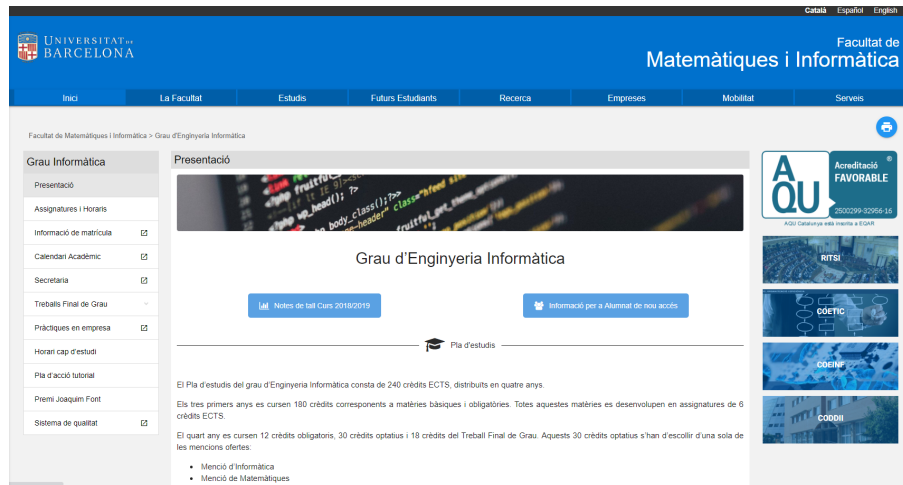 Català Español English
UNIVERSITAT DE
BARCELONA
Facultat de
Matemàtiques i Informàtica
Inici La Facultat Estudis Futurs Estudiants Recerca Empreses Mobilitat Serveis
Facultat de Matemàtiques i Informàtica > Grau d'Enginyeria Informàtica
Grau Informàtica
Presentació
Assignatures i Horaris
Informació de matrícula
Calendari Acadèmic
Secretaria
Treballs Final de Grau
Pràctiques en empresa
Horari cap d'estudi
Pla d'acció tutorial
Premi Joaquim Font
Sistema de qualitat
Presentació
fruitful
<?php wp_head(); ?>
body_class();?>>
class="hfeed
Grau d'Enginyeria Informàtica
Notes de tall Curs 2018/2019
Informació per a Alumnat de nou accés
Pla d'estudis
El Pla d'estudis del grau d'Enginyeria Informàtica consta de 240 crèdits ECTS, distribuïts en quatre anys.
Els tres primers anys es cursen 180 crèdits corresponents a matèries bàsiques i obligatòries. Totes aquestes matèries es desenvolupen en assignatures de 6
crèdits ECTS.
El quart any es cursen 12 crèdits obligatoris, 30 crèdits optatius i 18 crèdits del Treball Final de Grau. Aquests 30 crèdits optatius s'han d'escollir d'una sola de
les mencions ofertes:
Menció d'Informàtica
Menció de Matemàtiques
AQU
Acreditació ®
FAVORABLE
2500299-32956-16
AQU Catalunya està inscrita a EQAR
RITSI
COETIC
COEINF
CODDII